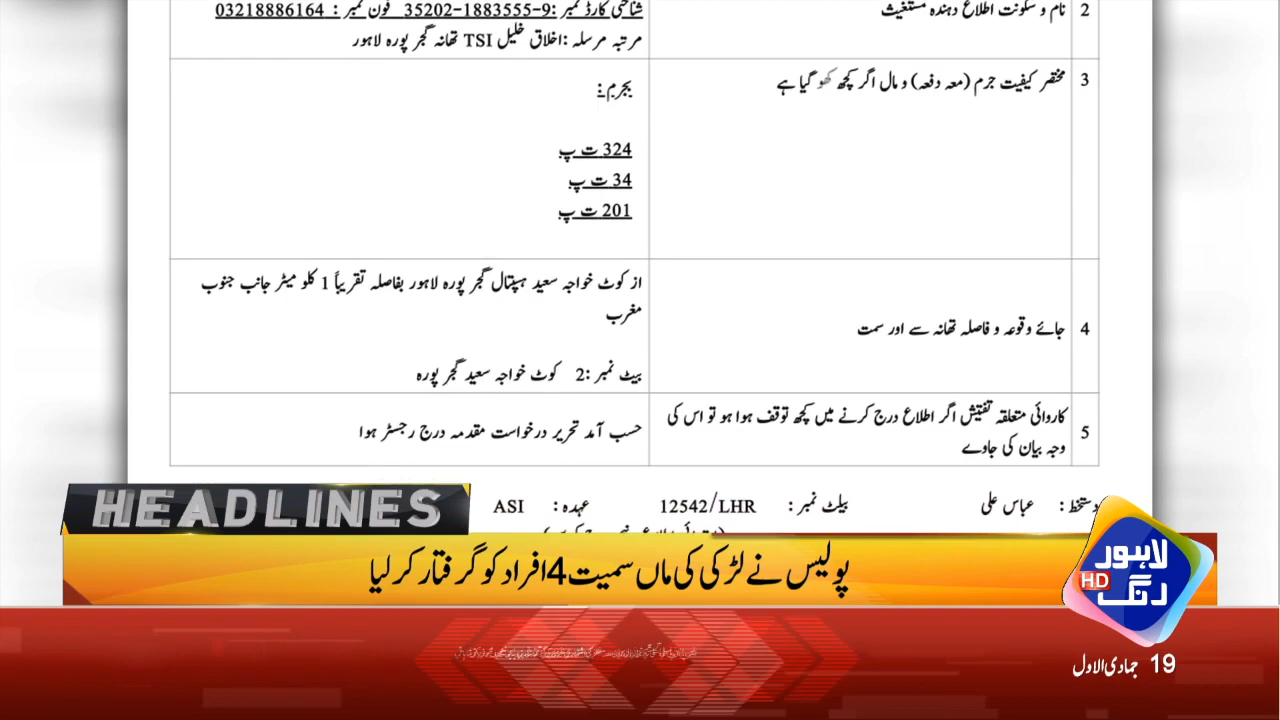 2 نام و سکونت اطلاع دہندہ مستغیث
شناختی کارڈ نمبر :9-1883555-35202 فون نمبر : 03218886164
مرتبہ مرسلہ :اخلاق خلیل TSI تھانہ گجر پورہ لاہور
3 مختصر کیفیت جرم (معہ دفعہ) و مال اگر کچھ کھو گیا ہے
بجرم:
324 ت پ
34 ت پ
201 ت پ
4 جائے وقوعہ و فاصلہ تھانہ سے اور سمت
از کوٹ خواجہ سعید ہسپتال گجر پورہ لاہور بفاصلہ تقریباً 1 کلو میٹر جانب جنوب
مغرب
بیٹ نمبر :2 کوٹ خواجہ سعید گجر پورہ
5 کاروائی متعلقہ تفتیش اگر اطلاع درج کرنے میں کچھ توقف ہوا ہو تو اس کی
وجہ بیان کی جاوے
حسب آمد تحریر درخواست مقدمہ درج رجسٹر ہوا
دستخط: عباس علی بیلٹ نمبر: 12542/LHR عہدہ: ASI
HEADLINES
پولیس نے لڑکی کی ماں سمیت 4 افراد کو گرفتار کر لیا
لاہور
رنگ HD
19 جمادی الاول